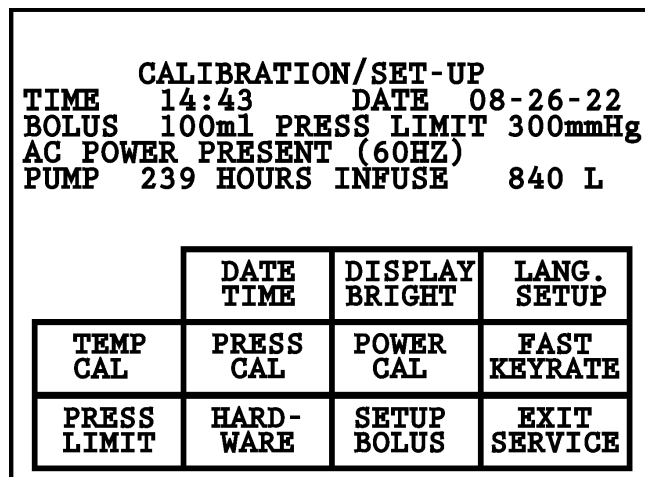 CALIBRATION/SET-UP
TIME 14:43 DATE 08-26-22
BOLUS 100ml PRESS LIMIT 300mmHg
AC POWER PRESENT (60HZ)
PUMP 239 HOURS INFUSE 840 L
DATE TIME
DISPLAY BRIGHT
LANG. SETUP
TEMP CAL
PRESS CAL
POWER CAL
FAST KEYRATE
PRESS LIMIT
HARD-WARE
SETUP BOLUS
EXIT SERVICE